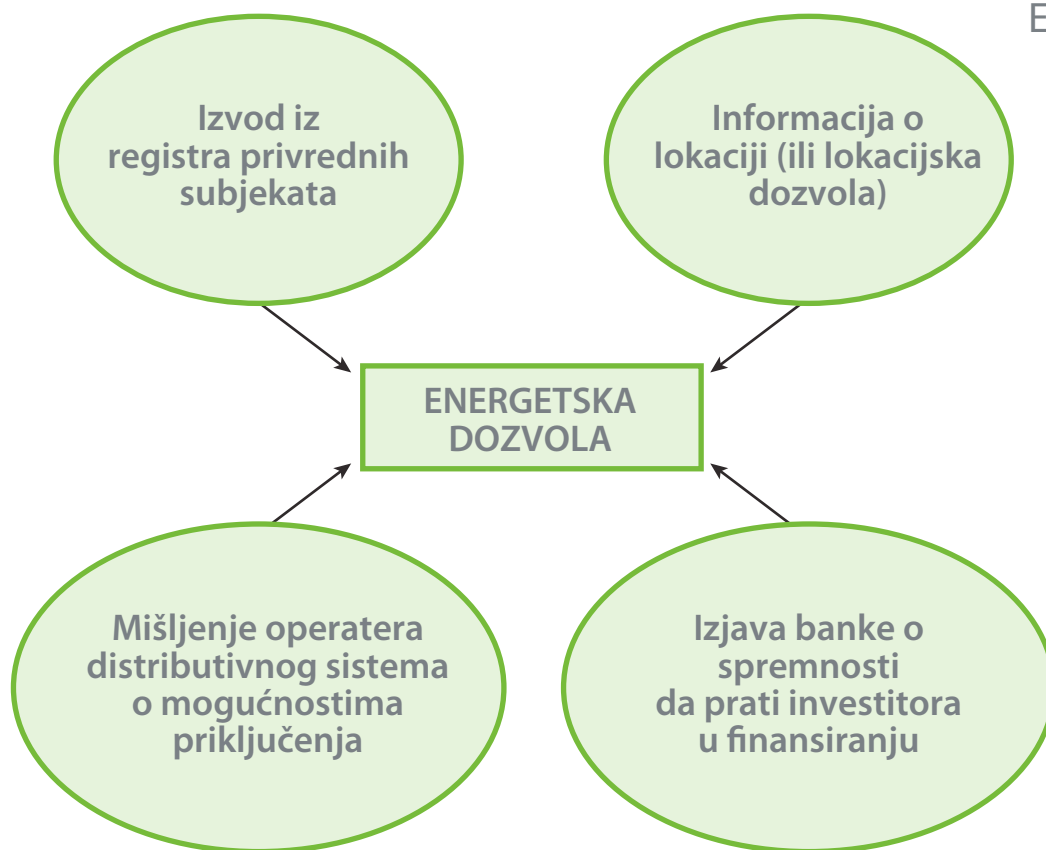 E
Izvod iz
registra privrednih
subjekata
Informacija o
lokaciji (ili lokacijska
dozvola)
ENERGETSKA
DOZVOLA
Mišljenje operatera
distributivnog sistema
o mogućnostima
priključenja
Izjava banke o
spremnosti
da prati investitora
u finansiranju